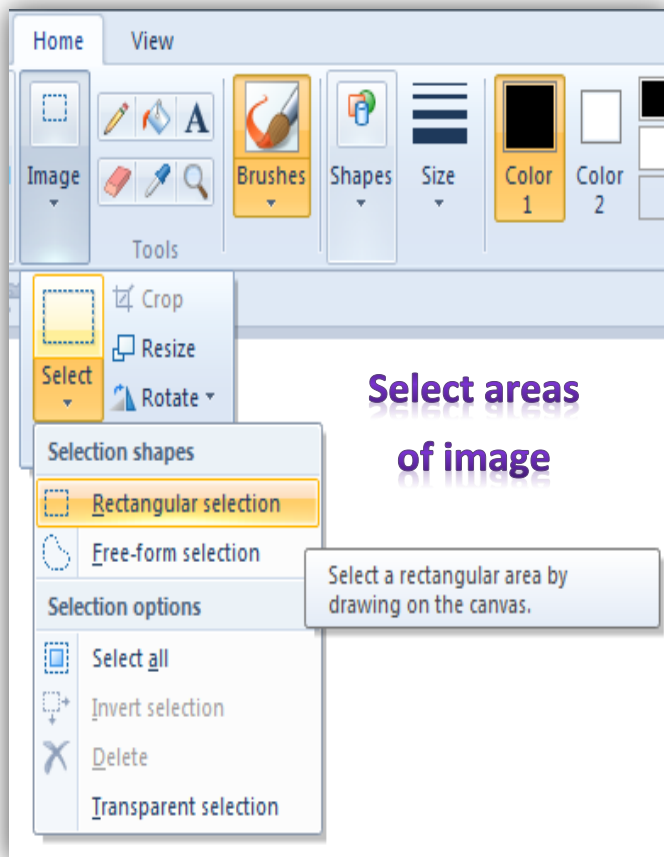 Home View
Image Brushes Shapes Size Color 1 Color 2
A
Tools
Select
Crop
Resize
Rotate
Select areas
of image
Selection shapes
Rectangular selection
Free-form selection
Select a rectangular area by
drawing on the canvas.
Selection options
Select all
Invert selection
Delete
Transparent selection